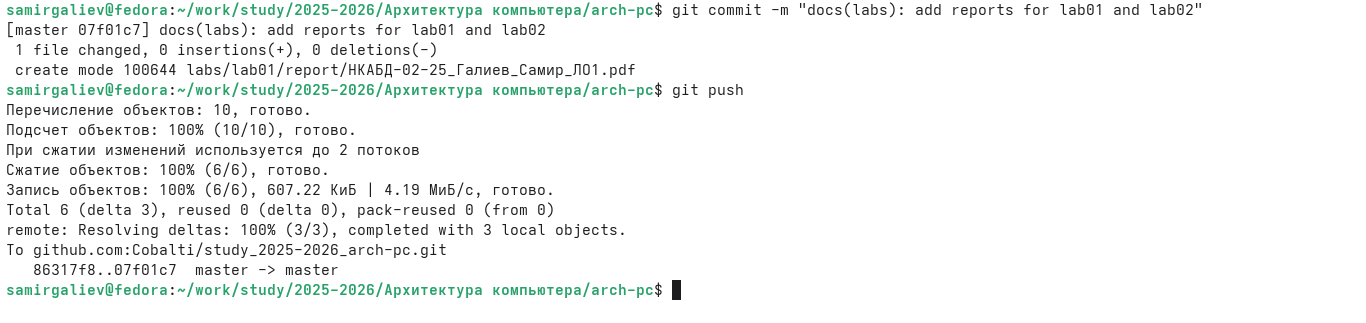 samirgaliev@fedora:~/work/study/2025-2026/Архитектура компьютера/arch-pc$ git commit -m "docs(labs): add reports for lab01 and lab02"
[master 07f01c7] docs(labs): add reports for lab01 and lab02
 1 file changed, 0 insertions(+), 0 deletions(-)
 create mode 100644 labs/lab01/report/НКАБД-02-25_Галиев_Самир_ЛО1.pdf
samirgaliev@fedora:~/work/study/2025-2026/Архитектура компьютера/arch-pc$ git push
Перечисление объектов: 10, готово.
Подсчет объектов: 100% (10/10), готово.
При сжатии изменений используется до 2 потоков
Сжатие объектов: 100% (6/6), готово.
Запись объектов: 100% (6/6), 607.22 КиБ | 4.19 МиБ/с, готово.
Total 6 (delta 3), reused 0 (delta 0), pack-reused 0 (from 0)
remote: Resolving deltas: 100% (3/3), completed with 3 local objects.
To github.com:Cobalti/study_2025-2026_arch-pc.git
   86317f8..07f01c7  master -> master
samirgaliev@fedora:~/work/study/2025-2026/Архитектура компьютера/arch-pc$